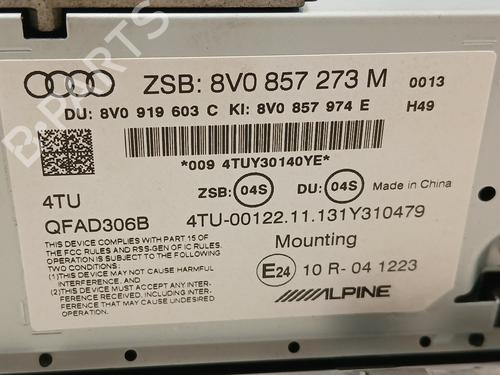 ZSB: 8V0 857 273 M 0013
DU: 8V0 919 603 C KI: 8V0 857 974 E H49
*009 4TUY30140YE*
4TU
ZSB: 04S DU: 04S Made in China
QFAD306B
4TU-00122.11.131Y310479
THIS DEVICE COMPLIES WITH PART 15 OF
THE FCC RULES AND RSS-GEN OF IC RULES.
OPERATION IS SUBJECT TO THE FOLLOWING
TWO CONDITIONS:
(1)THIS DEVICE MAY NOT CAUSE HARMFUL
INTERFERENCE, AND
(2)THIS DEVICE MUST ACCEPT ANY INTER-
FERENCE RECEIVED, INCLUDING INTER-
FERENCE THAT MAY CAUSE UNDESIRED
OPERATION.
Mounting
E24 10 R-04 1223
ALPINE
B-PARTS